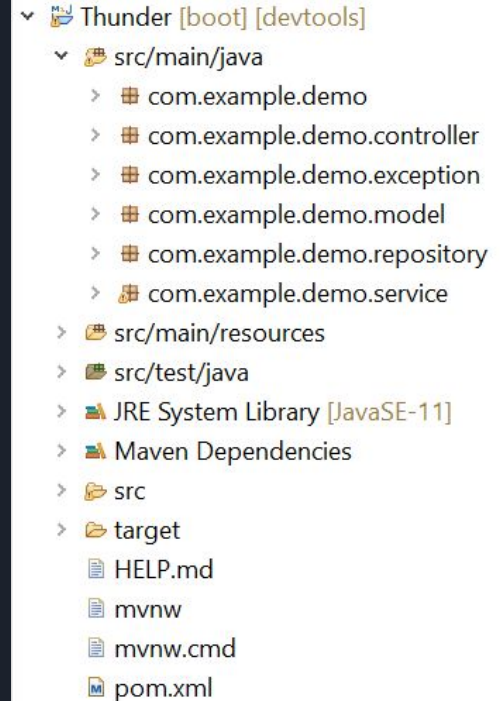 Thunder [boot] [devtools]
src/main/java
com.example.demo
com.example.demo.controller
com.example.demo.exception
com.example.demo.model
com.example.demo.repository
com.example.demo.service
src/main/resources
src/test/java
JRE System Library [JavaSE-11]
Maven Dependencies
src
target
HELP.md
mvnw
mvnw.cmd
pom.xml